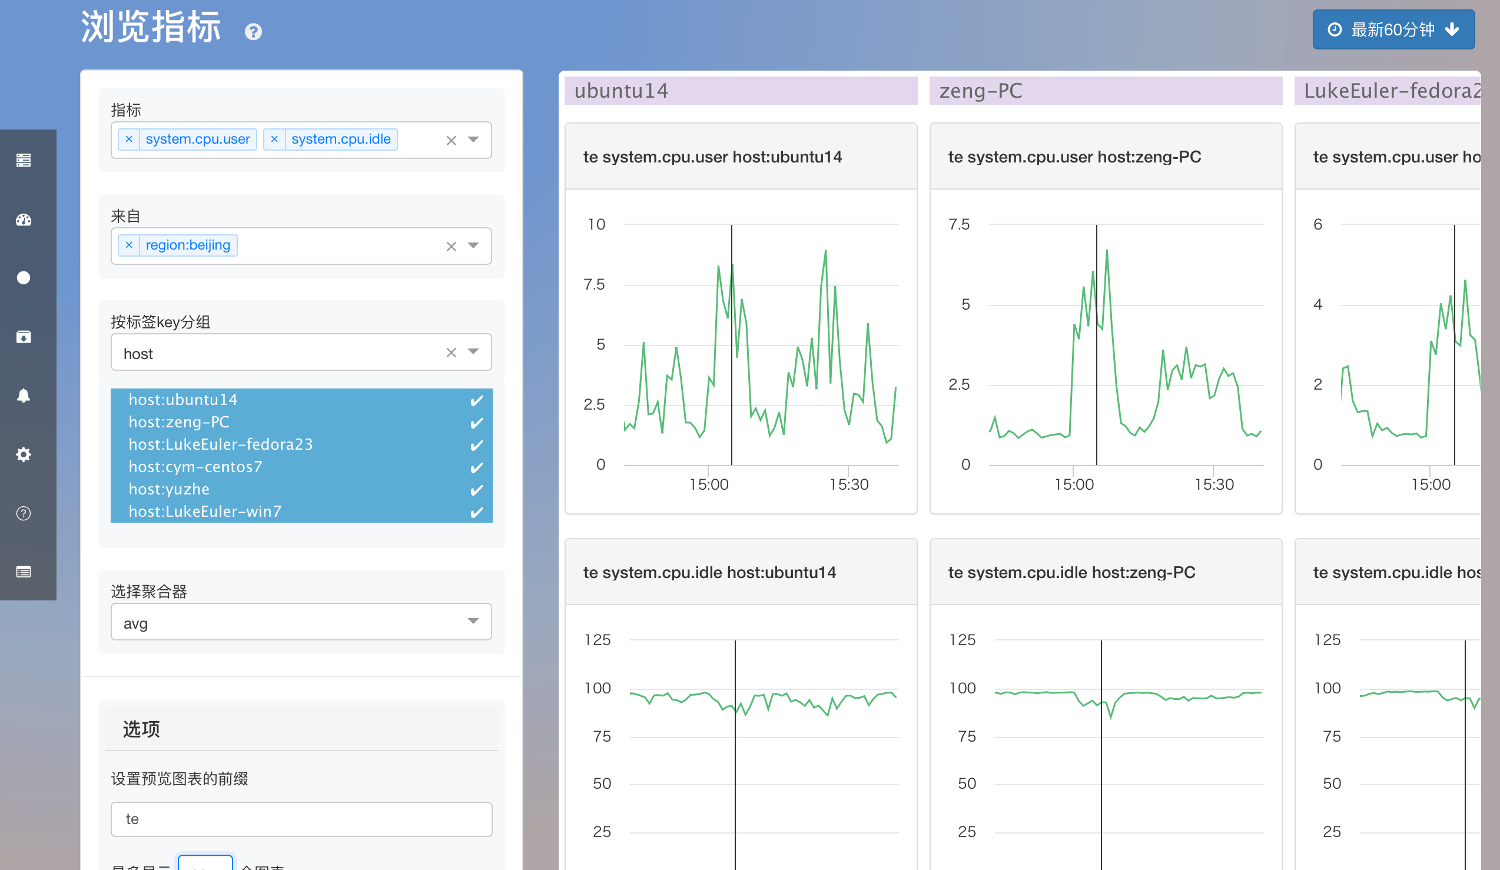 浏览指标
最新60分钟
指标
× system.cpu.user × system.cpu.idle
来自
× region:beijing
按标签key分组
host
host:ubuntu14
host:zeng-PC
host:LukeEuler-fedora23
host:cym-centos7
host:yuzhe
host:LukeEuler-win7
选择聚合器
avg
选项
设置预览图表的前缀
te
ubuntu14
zeng-PC
LukeEuler-fedora2
te system.cpu.user host:ubuntu14
10
7.5
5
2.5
0
15:00 15:30
te system.cpu.user host:zeng-PC
7.5
5
2.5
0
15:00 15:30
te system.cpu.user ho
6
4
2
0
15:00
te system.cpu.idle host:ubuntu14
125
100
75
50
25
te system.cpu.idle host:zeng-PC
125
100
75
50
25
te system.cpu.idle hos
125
100
75
50
25